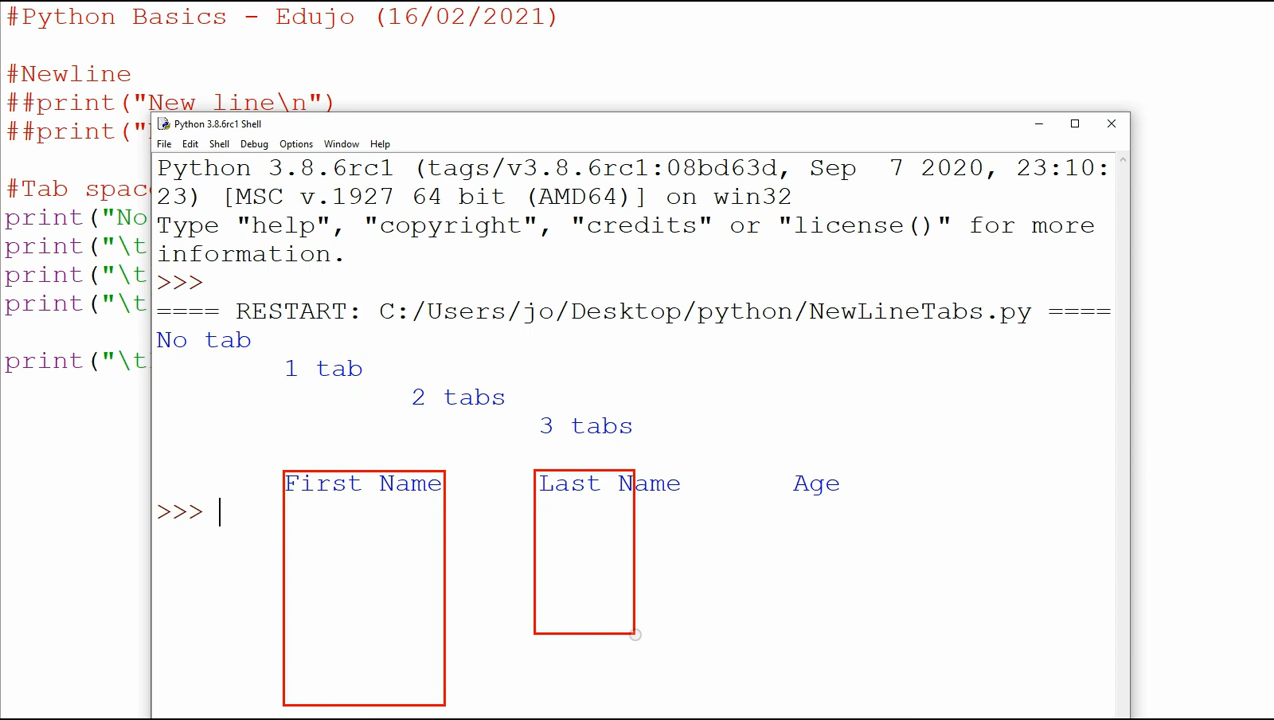 #Python Basics - Edujo (16/02/2021)
#Newline
##print("New line\n")
##print("
#Tab spac
print("No
print("\t
print("\t
print("\t
print("\t
Python 3.8.6rc1 Shell
File Edit Shell Debug Options Window Help
Python 3.8.6rc1 (tags/v3.8.6rc1:08bd63d, Sep  7 2020, 23:10:
23) [MSC v.1927 64 bit (AMD64)] on win32
Type "help", "copyright", "credits" or "license()" for more
information.
>>>
==== RESTART: C:/Users/jo/Desktop/python/NewLineTabs.py ====
No tab
1 tab
2 tabs
3 tabs
First Name Last Name Age
>>>